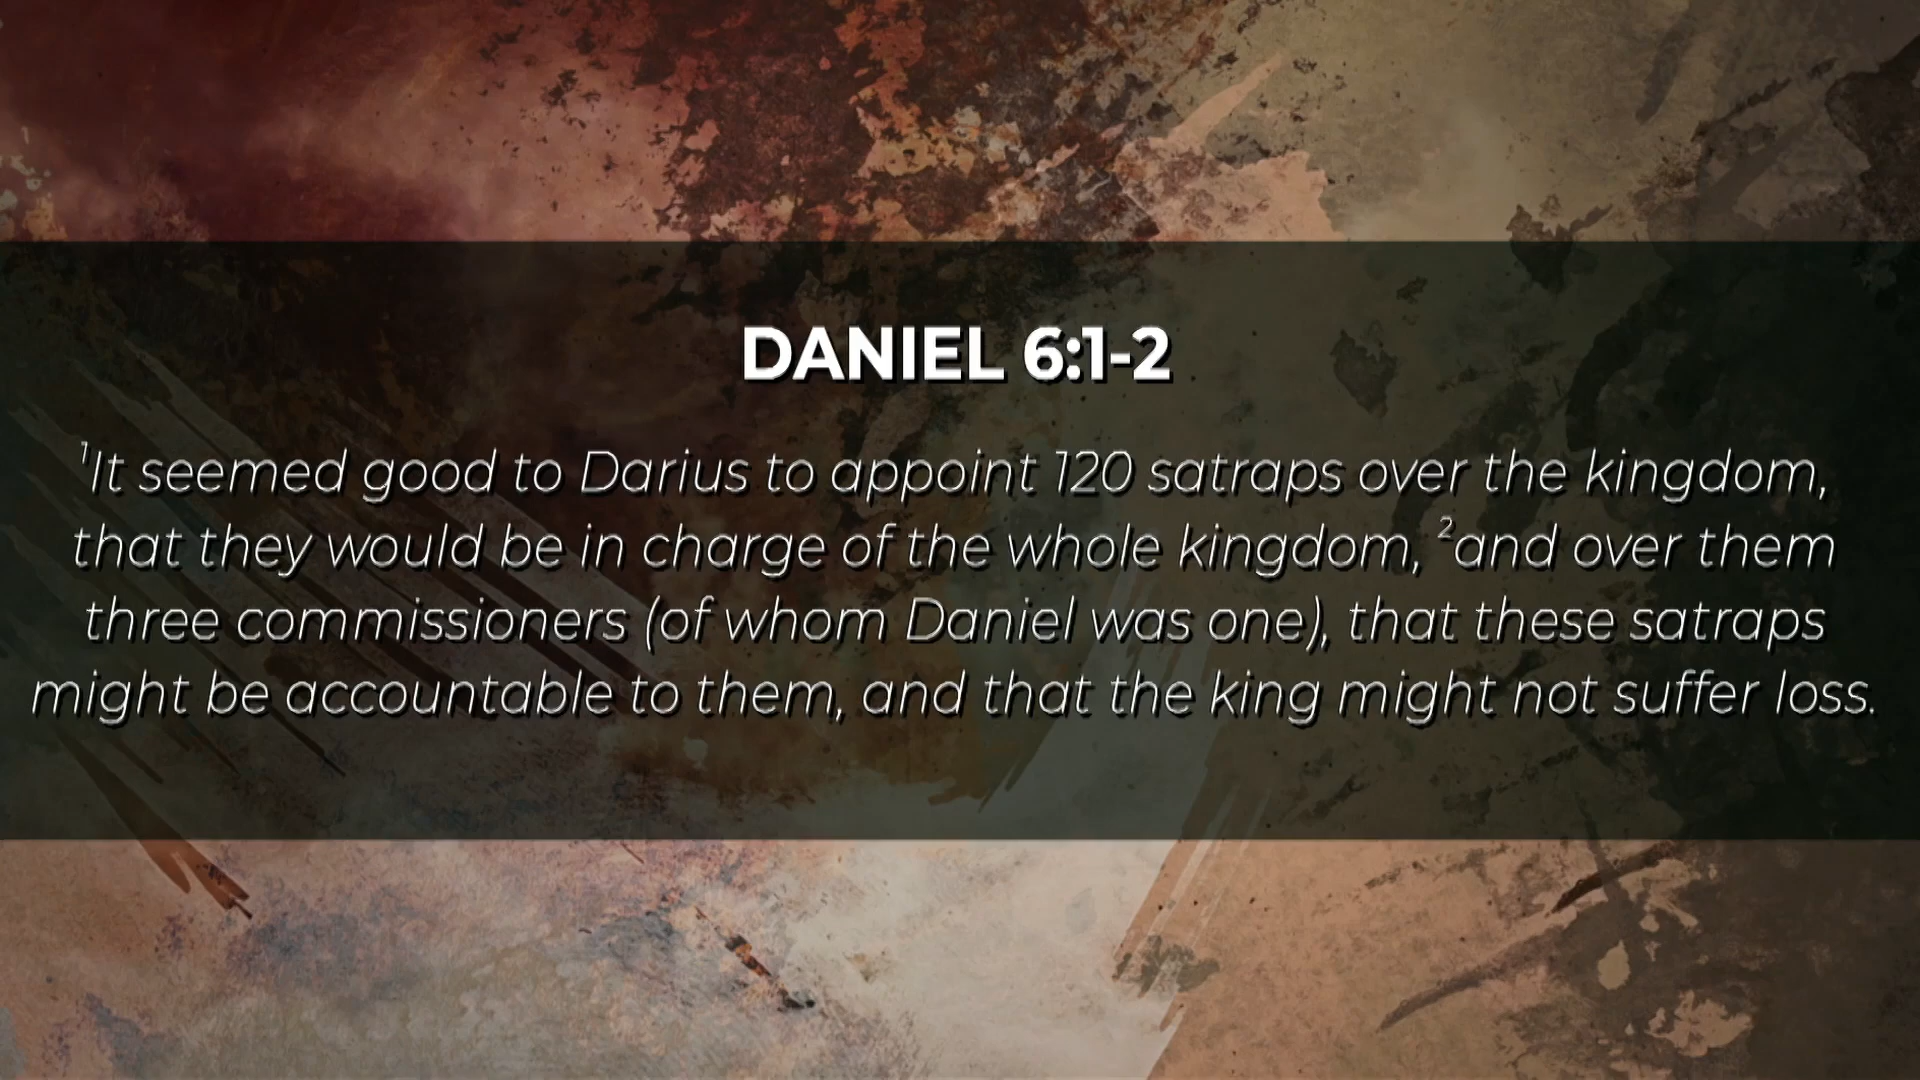 DANIEL 6:1-2
¹It seemed good to Darius to appoint 120 satraps over the kingdom,
that they would be in charge of the whole kingdom, ²and over them
three commissioners (of whom Daniel was one), that these satraps
might be accountable to them, and that the king might not suffer loss.